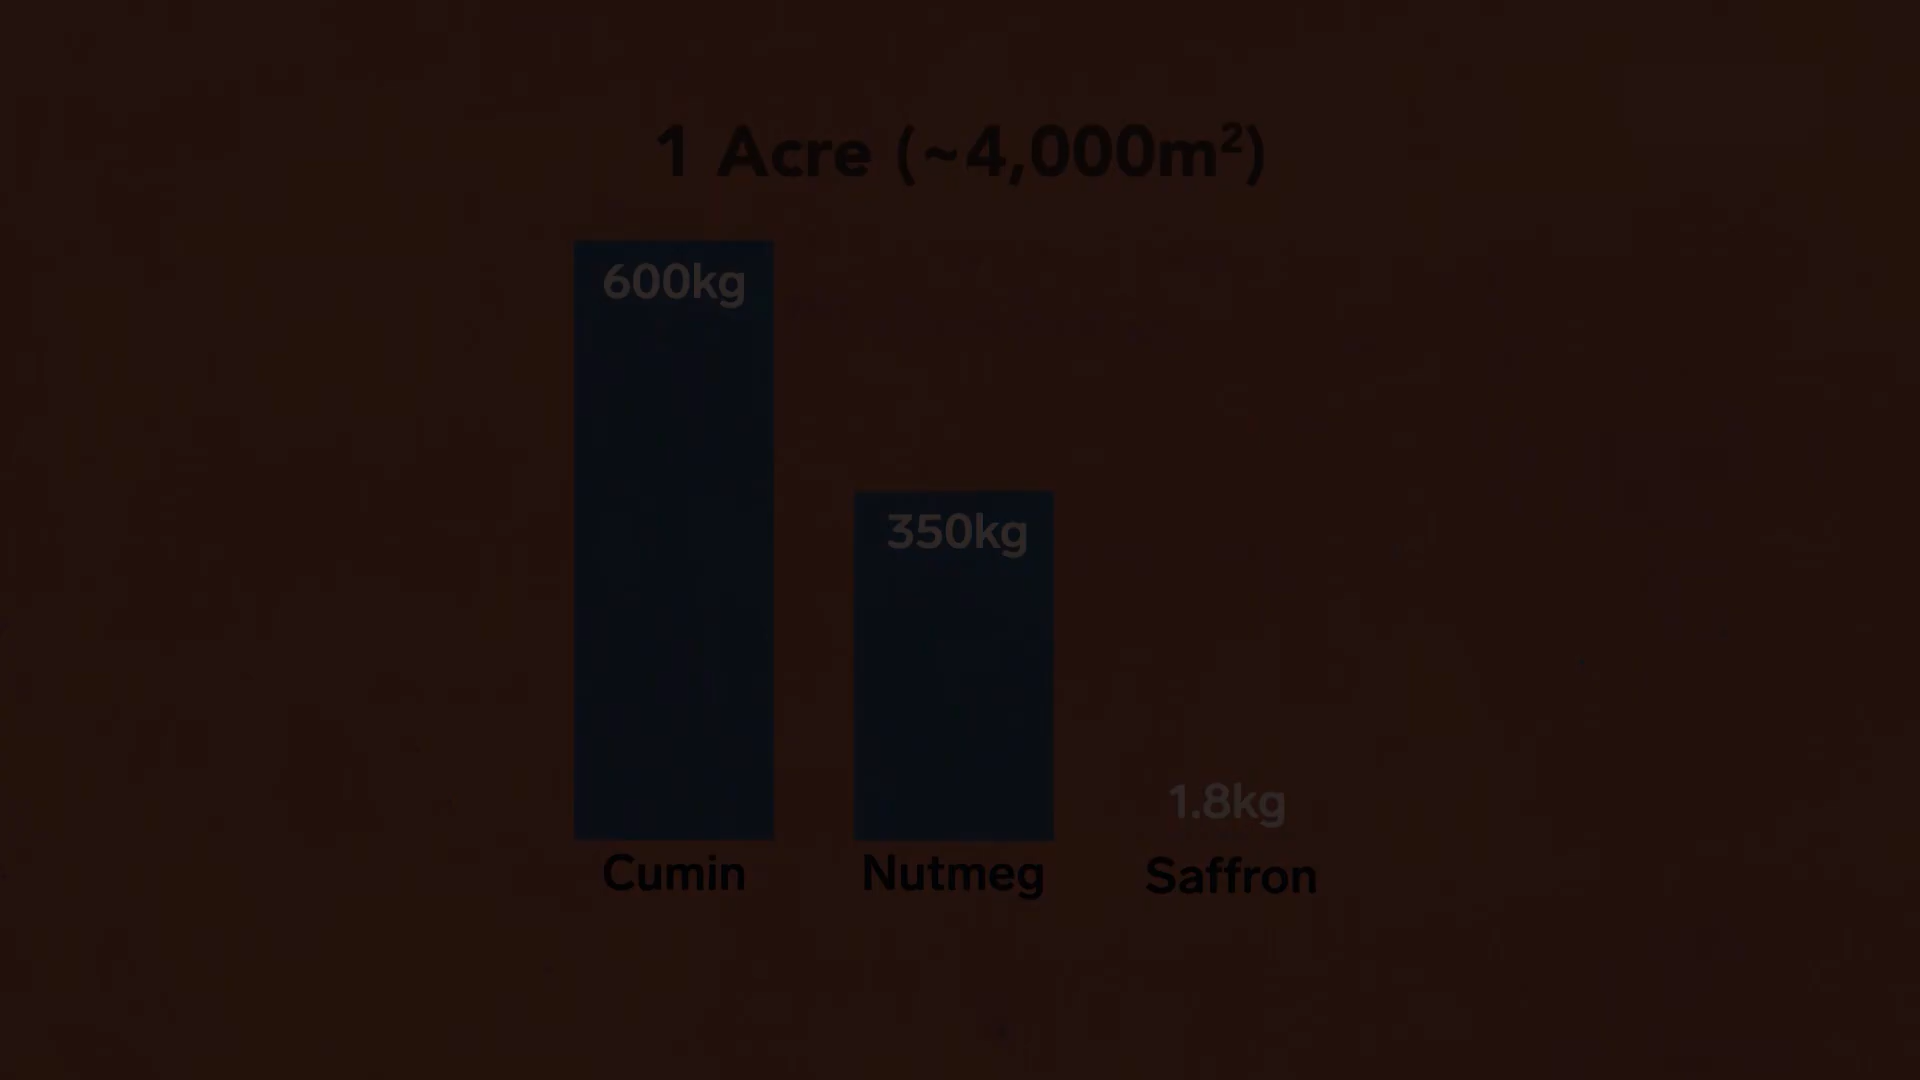 1 Acre (~4,000m²)
600kg
350kg
1.8kg
Cumin
Nutmeg
Saffron